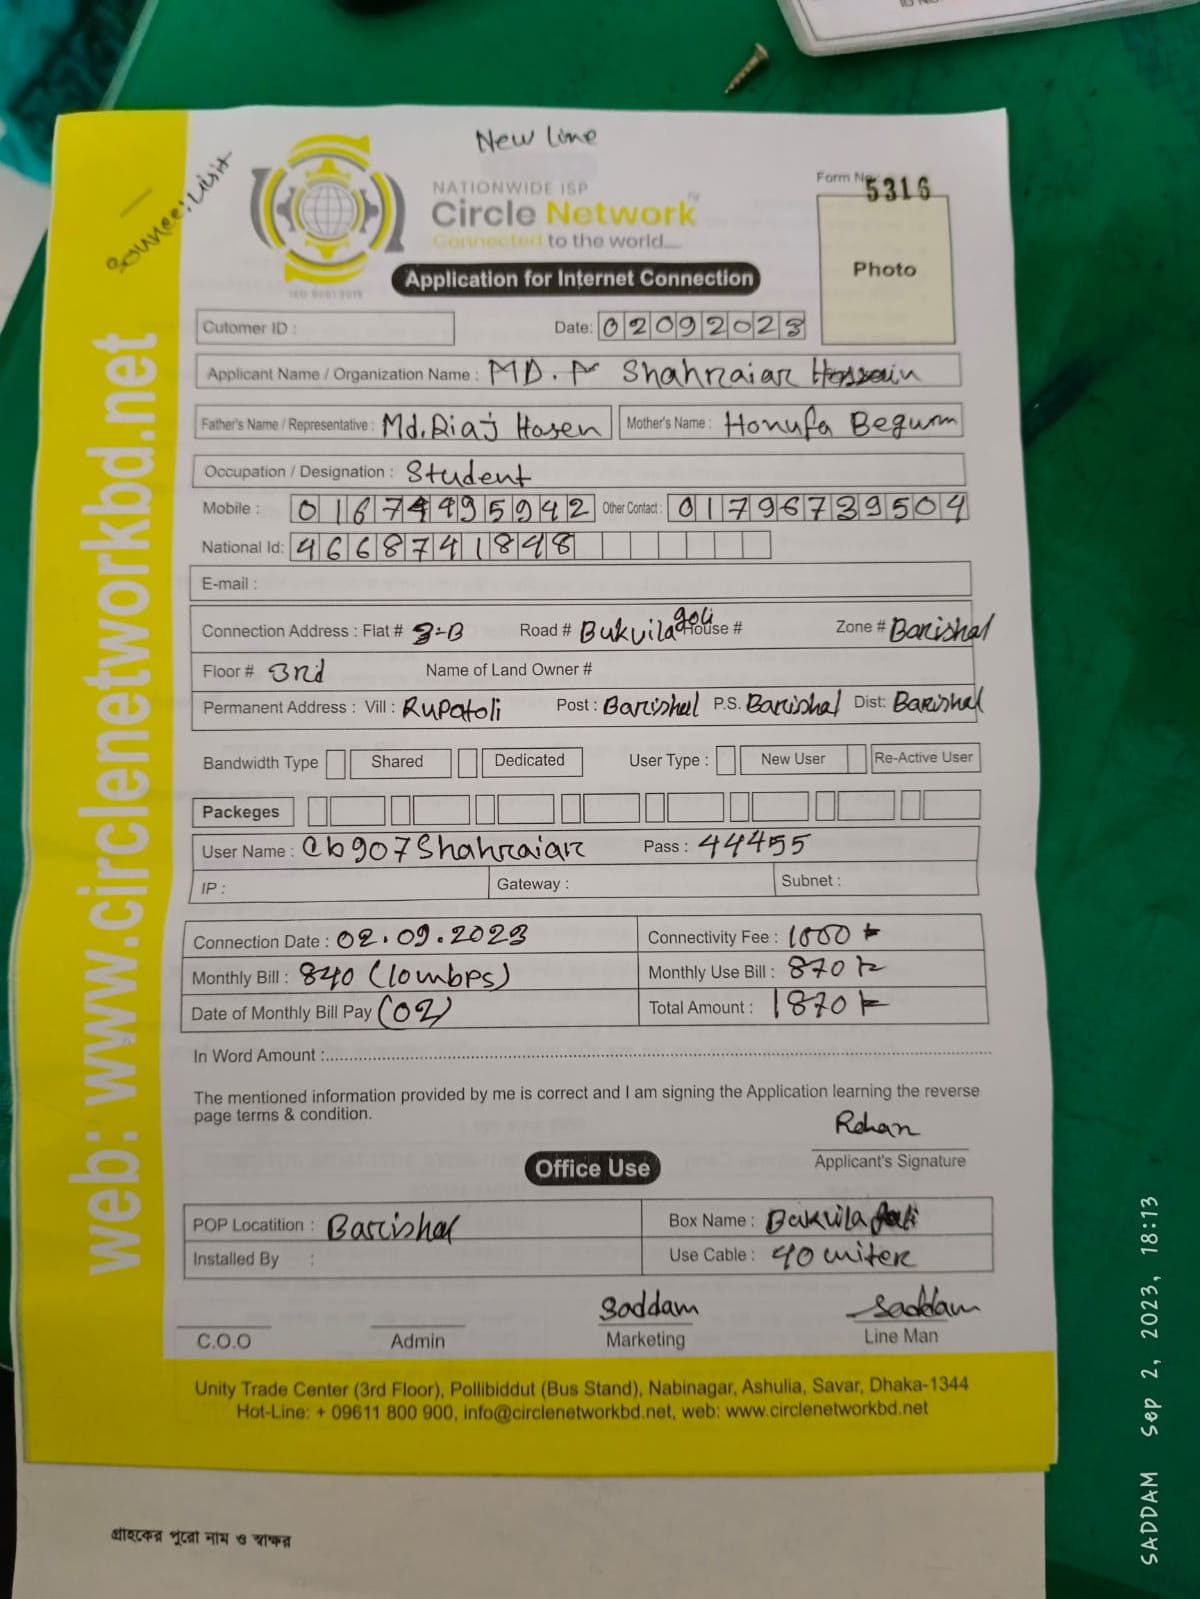 New Line
Source: Visit
NATIONWIDE ISP
Circle Network
Connected to the world....
ISO 9001:2015
Form No. 5316
Photo
Application for Internet Connection
Cutomer ID :
Date: 02092023
Applicant Name / Organization Name : MD. Shahraiar Hossain
Father's Name / Representative : Md. Riaj Hosen Mother's Name : Honufa Begum
Occupation / Designation : Student
Mobile : 01674495942 Other Contact : 01796739504
National Id: 4668741848
E-mail :
Connection Address : Flat # 3-B Road # Bukvila goli House # Zone # Barishal
Floor # 3rd Name of Land Owner #
Permanent Address : Vill : Rupatoli Post : Barishal P.S. Barishal Dist: Barishal
Bandwidth Type Shared Dedicated User Type : New User Re-Active User
Packeges
User Name : cb907Shahraiar Pass : 44455
IP : Gateway : Subnet :
Connection Date : 02.09.2023 Connectivity Fee : 1000 tk
Monthly Bill : 840 (10mbps) Monthly Use Bill : 870 tk
Date of Monthly Bill Pay (02) Total Amount : 1870 tk
In Word Amount :
The mentioned information provided by me is correct and I am signing the Application learning the reverse
page terms & condition.
Rohan
Applicant's Signature
Office Use
POP Locatition : Barishal Box Name : Bukvila goli
Installed By : Use Cable : 40 miter
Saddam Saddam
C.O.O Admin Marketing Line Man
Unity Trade Center (3rd Floor), Pollibiddut (Bus Stand), Nabinagar, Ashulia, Savar, Dhaka-1344
Hot-Line: + 09611 800 900, info@circlenetworkbd.net, web: www.circlenetworkbd.net
web: www.circlenetworkbd.net
গ্রাহকের পুরো নাম ও স্বাক্ষর
SADDAM Sep 2, 2023, 18:13